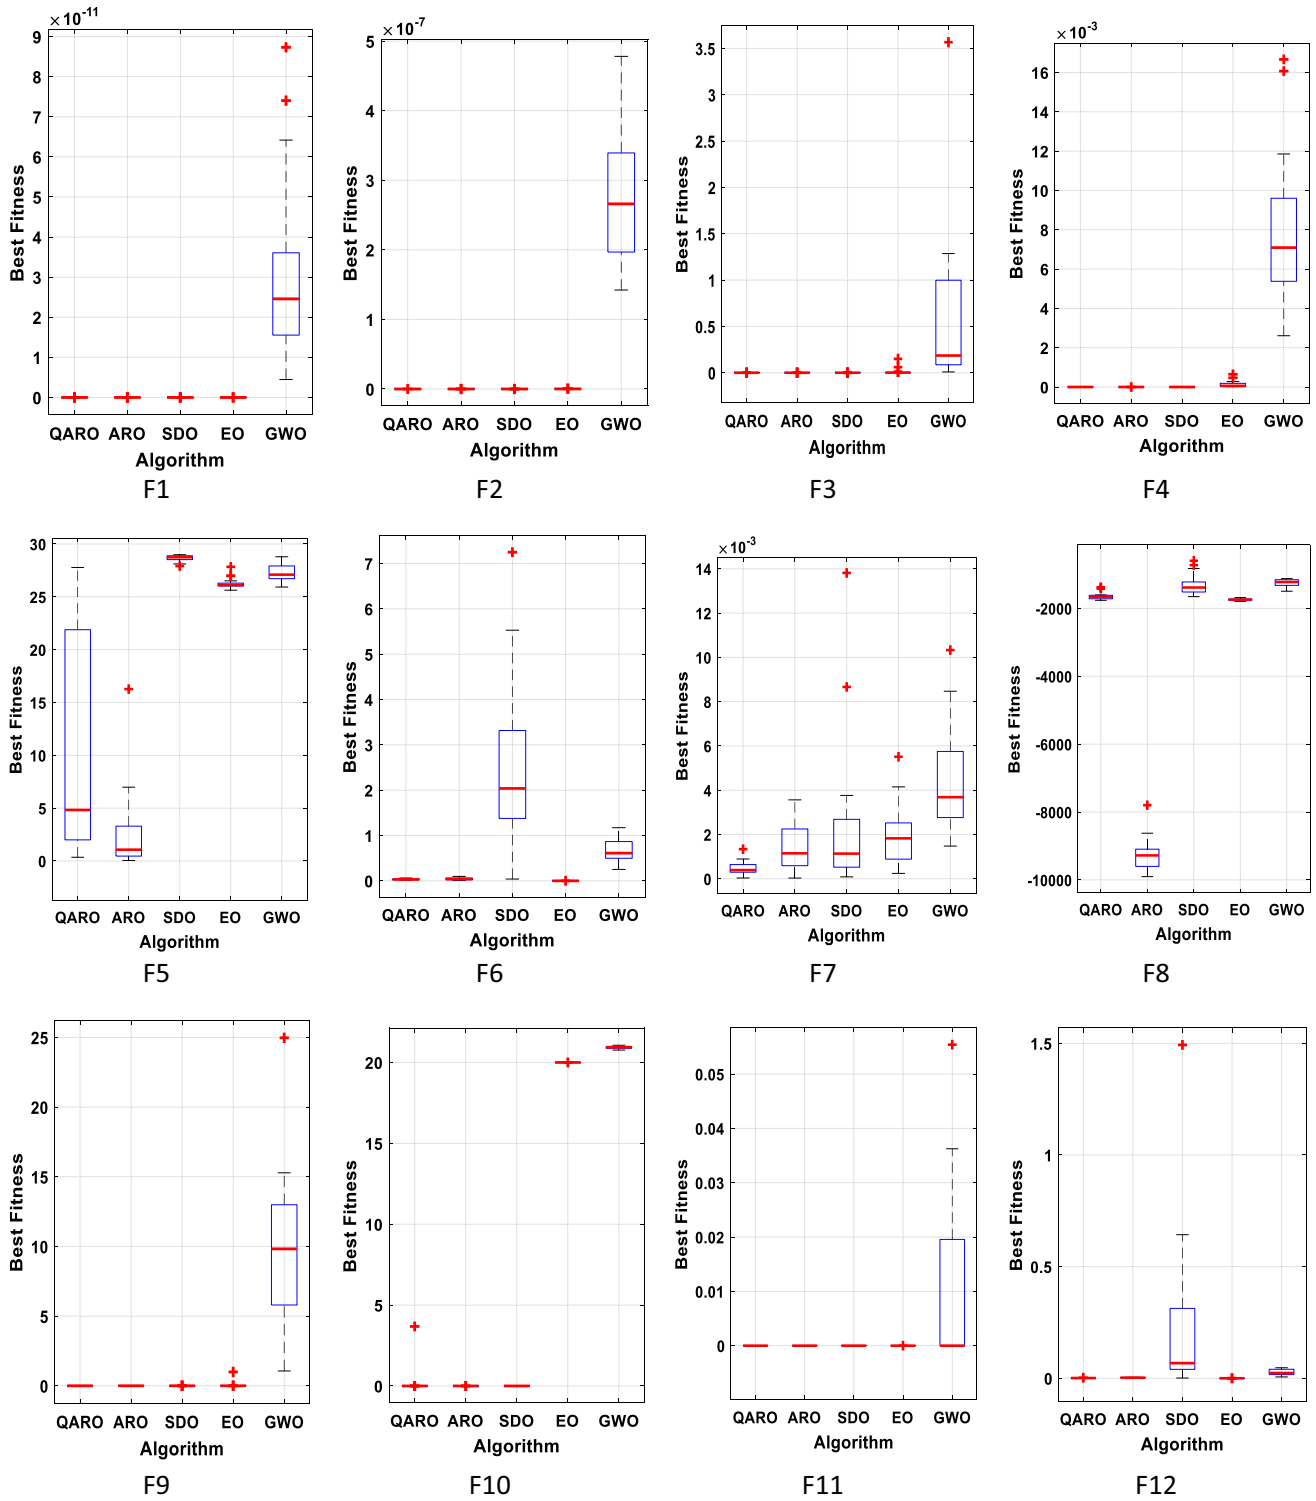 ×10-11
9
8
7
6
5
4
3
2
1
0
Best Fitness
QARO ARO SDO EO GWO
Algorithm
F1
×10-7
5
4
3
2
1
0
Best Fitness
QARO ARO SDO EO GWO
Algorithm
F2
3.5
3
2.5
2
1.5
1
0.5
0
Best Fitness
QARO ARO SDO EO GWO
Algorithm
F3
×10-3
16
14
12
10
8
6
4
2
0
Best Fitness
QARO ARO SDO EO GWO
Algorithm
F4
30
25
20
15
10
5
0
Best Fitness
QARO ARO SDO EO GWO
Algorithm
F5
7
6
5
4
3
2
1
0
Best Fitness
QARO ARO SDO EO GWO
Algorithm
F6
×10-3
14
12
10
8
6
4
2
0
Best Fitness
QARO ARO SDO EO GWO
Algorithm
F7
-2000
-4000
-6000
-8000
-10000
Best Fitness
QARO ARO SDO EO GWO
Algorithm
F8
25
20
15
10
5
0
Best Fitness
QARO ARO SDO EO GWO
Algorithm
F9
20
15
10
5
0
Best Fitness
QARO ARO SDO EO GWO
Algorithm
F10
0.05
0.04
0.03
0.02
0.01
0
Best Fitness
QARO ARO SDO EO GWO
Algorithm
F11
1.5
1
0.5
0
Best Fitness
QARO ARO SDO EO GWO
Algorithm
F12